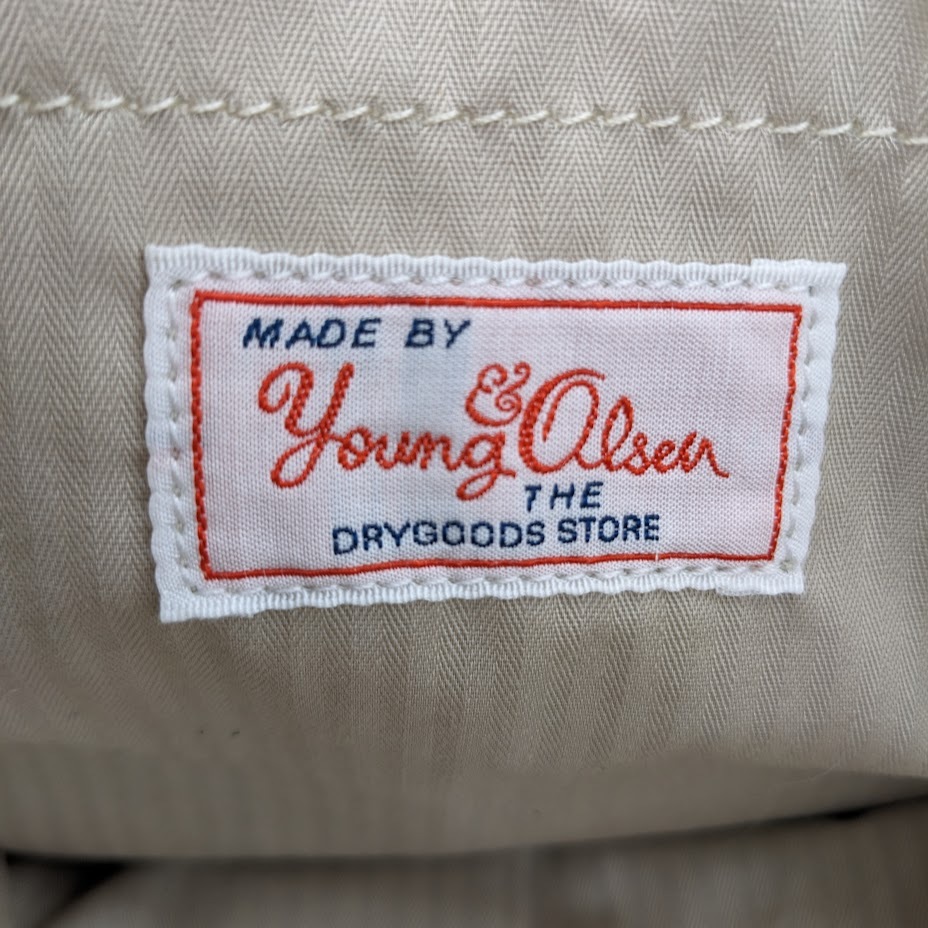 MADE BY
Young & Olsen
THE
DRYGOODS STORE